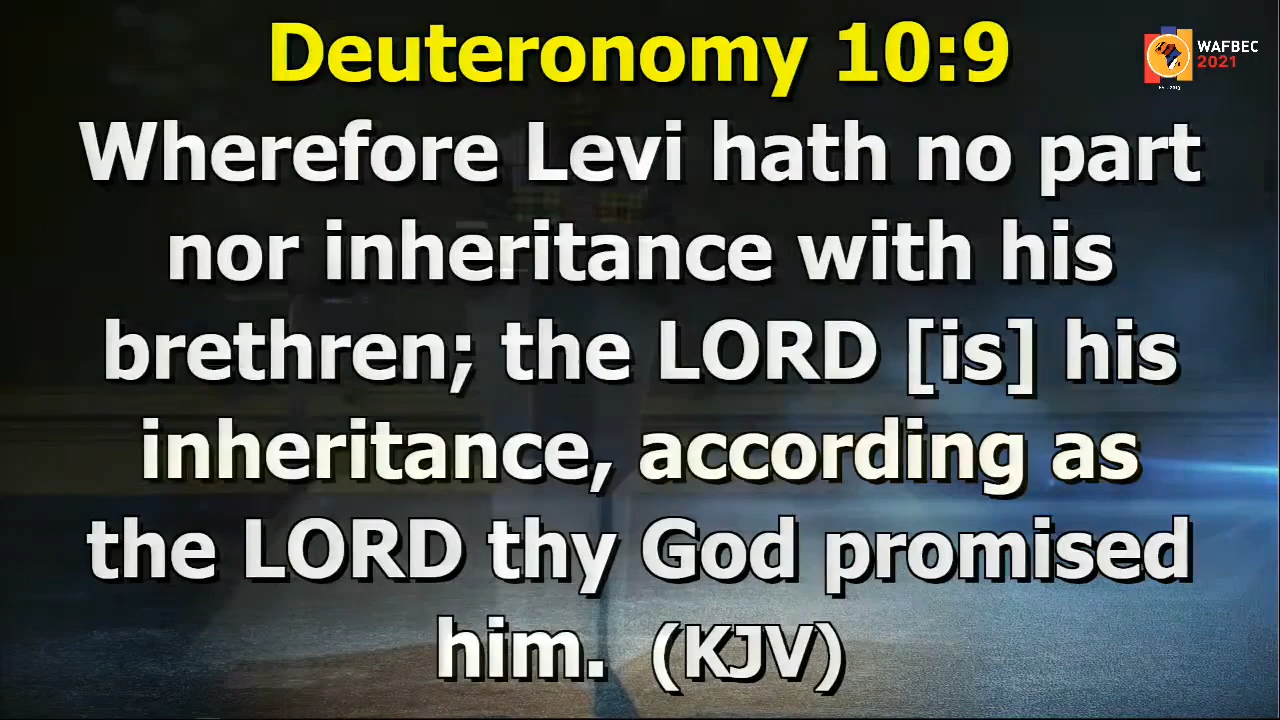 Deuteronomy 10:9
WAFBEC
2021
Wherefore Levi hath no part
nor inheritance with his
brethren; the LORD [is] his
inheritance, according as
the LORD thy God promised
him. (KJV)